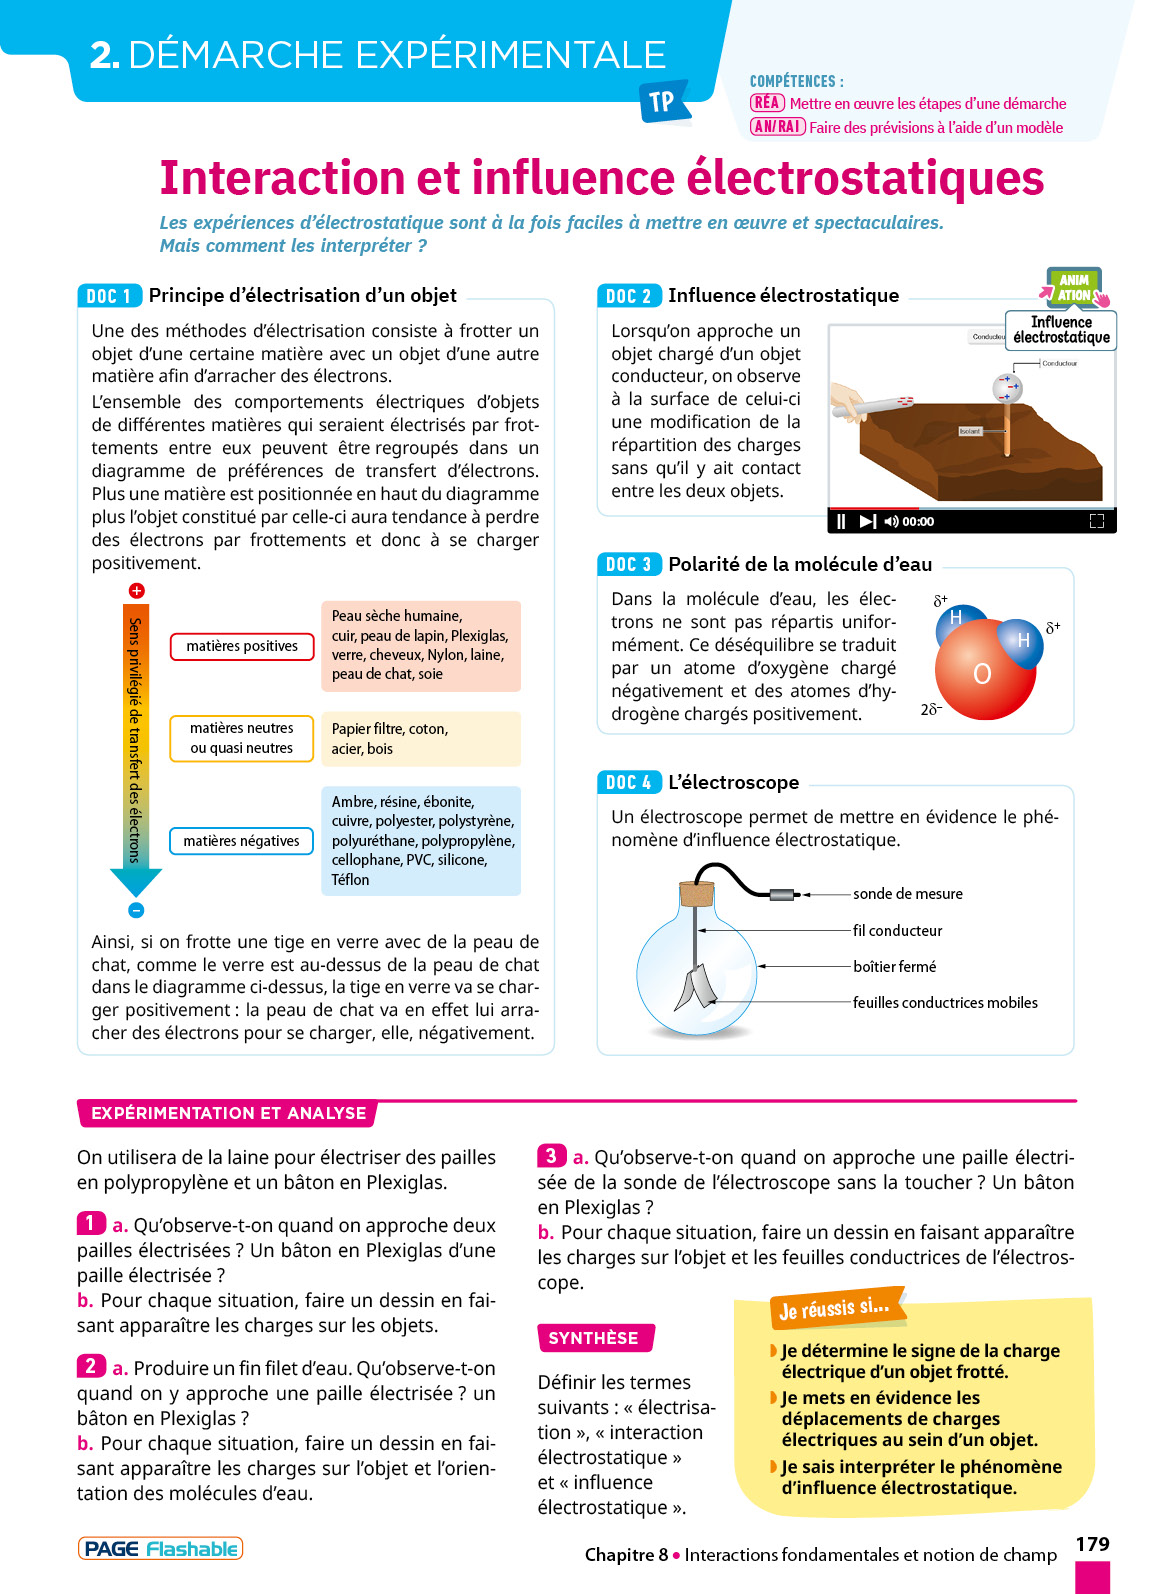 2. DÉMARCHE EXPÉRIMENTALE
TP
COMPÉTENCES :
RÉA Mettre en œuvre les étapes d’une démarche
AN/RAI Faire des prévisions à l’aide d’un modèle
Interaction et influence électrostatiques
Les expériences d’électrostatique sont à la fois faciles à mettre en œuvre et spectaculaires.
Mais comment les interpréter ?
DOC 1 Principe d’électrisation d’un objet
Une des méthodes d’électrisation consiste à frotter un
objet d’une certaine matière avec un objet d’une autre
matière afin d’arracher des électrons.
L’ensemble des comportements électriques d’objets
de différentes matières qui seraient électrisés par frot-
tements entre eux peuvent être regroupés dans un
diagramme de préférences de transfert d’électrons.
Plus une matière est positionnée en haut du diagramme
plus l’objet constitué par celle-ci aura tendance à perdre
des électrons par frottements et donc à se charger
positivement.
+
Sens privilégié de transfert des électrons
matières positives
Peau sèche humaine,
cuir, peau de lapin, Plexiglas,
verre, cheveux, Nylon, laine,
peau de chat, soie
matières neutres
ou quasi neutres
Papier filtre, coton,
acier, bois
matières négatives
Ambre, résine, ébonite,
cuivre, polyester, polystyrène,
polyuréthane, polypropylène,
cellophane, PVC, silicone,
Téflon
–
Ainsi, si on frotte une tige en verre avec de la peau de
chat, comme le verre est au-dessus de la peau de chat
dans le diagramme ci-dessus, la tige en verre va se char-
ger positivement : la peau de chat va en effet lui arra-
cher des électrons pour se charger, elle, négativement.
DOC 2 Influence électrostatique
Lorsqu’on approche un
objet chargé d’un objet
conducteur, on observe
à la surface de celui-ci
une modification de la
répartition des charges
sans qu’il y ait contact
entre les deux objets.
ANIM
ATION
Influence
électrostatique
Conducteur
Isolant
00:00
DOC 3 Polarité de la molécule d’eau
Dans la molécule d’eau, les élec-
trons ne sont pas répartis unifor-
mément. Ce déséquilibre se traduit
par un atome d’oxygène chargé
négativement et des atomes d’hy-
drogène chargés positivement.
δ+
H
H
δ+
O
2δ–
DOC 4 L’électroscope
Un électroscope permet de mettre en évidence le phé-
nomène d’influence électrostatique.
sonde de mesure
fil conducteur
boîtier fermé
feuilles conductrices mobiles
EXPÉRIMENTATION ET ANALYSE
On utilisera de la laine pour électriser des pailles
en polypropylène et un bâton en Plexiglas.
1 a. Qu’observe-t-on quand on approche deux
pailles électrisées ? Un bâton en Plexiglas d’une
paille électrisée ?
b. Pour chaque situation, faire un dessin en fai-
sant apparaître les charges sur les objets.
2 a. Produire un fin filet d’eau. Qu’observe-t-on
quand on y approche une paille électrisée ? un
bâton en Plexiglas ?
b. Pour chaque situation, faire un dessin en fai-
sant apparaître les charges sur l’objet et l’orien-
tation des molécules d’eau.
3 a. Qu’observe-t-on quand on approche une paille électri-
sée de la sonde de l’électroscope sans la toucher ? Un bâton
en Plexiglas ?
b. Pour chaque situation, faire un dessin en faisant apparaître
les charges sur l’objet et les feuilles conductrices de l’électros-
cope.
SYNTHÈSE
Définir les termes
suivants : « électrisa-
tion », « interaction
électrostatique »
et « influence
électrostatique ».
Je réussis si...
Je détermine le signe de la charge
électrique d’un objet frotté.
Je mets en évidence les
déplacements de charges
électriques au sein d’un objet.
Je sais interpréter le phénomène
d’influence électrostatique.
PAGE Flashable
Chapitre 8 • Interactions fondamentales et notion de champ
179